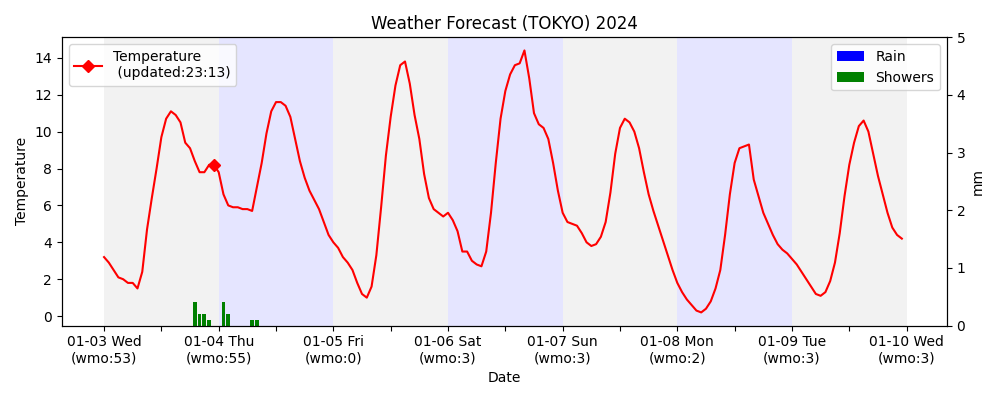 Weather Forecast (TOKYO) 2024
Temperature
(updated:23:13)
Rain
Showers
Temperature
14
12
10
8
6
4
2
0
5
4
3
2
1
0
mm
01-03 Wed
(wmo:53)
01-04 Thu
(wmo:55)
01-05 Fri
(wmo:0)
01-06 Sat
(wmo:3)
01-07 Sun
(wmo:3)
01-08 Mon
(wmo:2)
01-09 Tue
(wmo:3)
01-10 Wed
(wmo:3)
Date